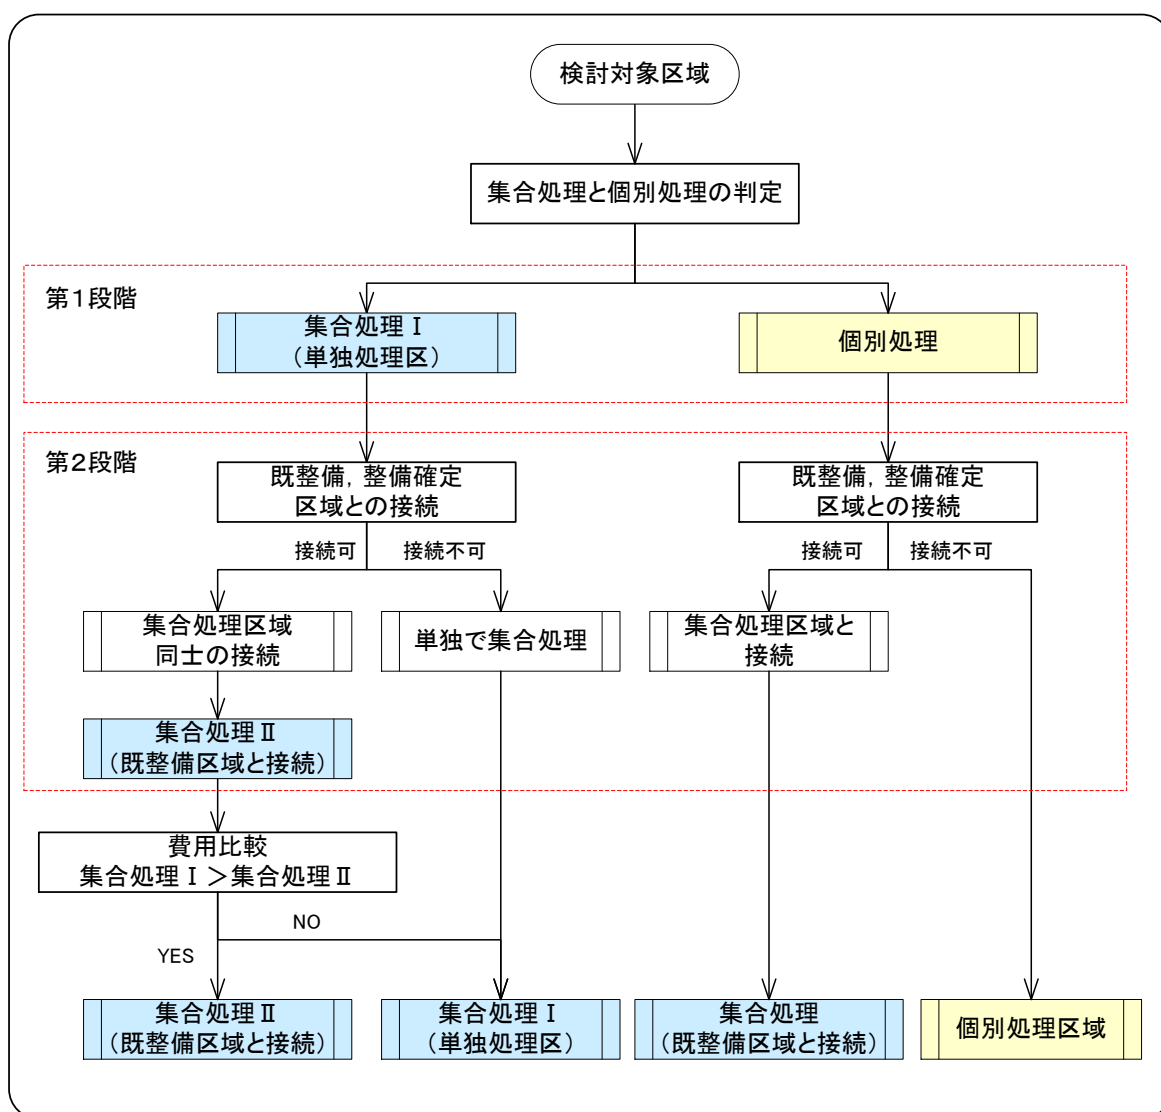 検討対象区域
集合処理と個別処理の判定
第1段階
集合処理Ⅰ
（単独処理区）
個別処理
第2段階
既整備，整備確定
区域との接続
既整備，整備確定
区域との接続
接続可
接続不可
接続可
接続不可
集合処理区域
同士の接続
単独で集合処理
集合処理区域と
接続
集合処理Ⅱ
（既整備区域と接続）
費用比較
集合処理Ⅰ＞集合処理Ⅱ
NO
YES
集合処理Ⅱ
（既整備区域と接続）
集合処理Ⅰ
（単独処理区）
集合処理
（既整備区域と接続）
個別処理区域